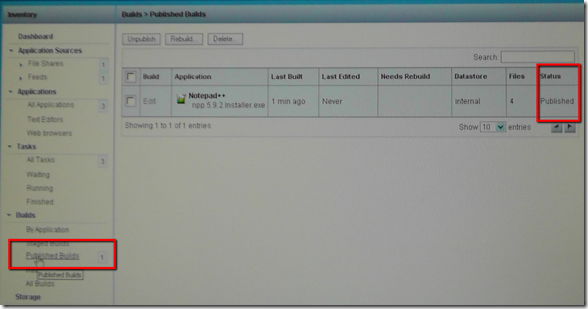 Inventory
Dashboard
Application Sources
File Shares 1
Feeds 1
Applications
All Applications 3
Text Editors
Web browsers
Tasks
All Tasks 3
Waiting
Running
Finished
Builds
By Application
Staged Builds
Published Builds 1
Published Builds
All Builds
Storage
Builds > Published Builds
Unpublish Rebuild... Delete...
Search
Build Application Last Built Last Edited Needs Rebuild Datastore Files Status
Edit Notepad++ 1 min ago Never internal 4 Published
npp.5.9.2.Installer.exe
Showing 1 to 1 of 1 entries Show 10 entries